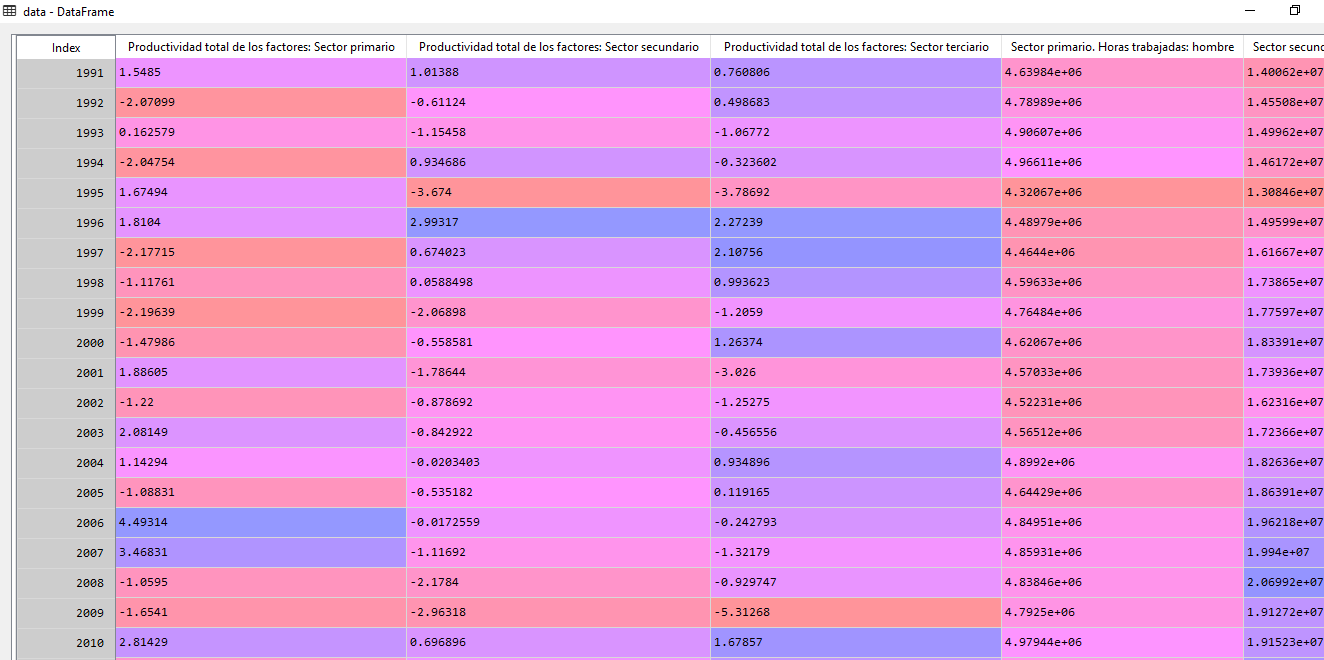 data - DataFrame
Index Productividad total de los factores: Sector primario Productividad total de los factores: Sector secundario Productividad total de los factores: Sector terciario Sector primario. Horas trabajadas: hombre Sector secunc
1991 1.5485 1.01388 0.760806 4.63984e+06 1.40062e+07
1992 -2.07099 -0.61124 0.498683 4.78989e+06 1.45508e+07
1993 0.162579 -1.15458 -1.06772 4.90607e+06 1.49962e+07
1994 -2.04754 0.934686 -0.323602 4.96611e+06 1.46172e+07
1995 1.67494 -3.674 -3.78692 4.32067e+06 1.30846e+07
1996 1.8104 2.99317 2.27239 4.48979e+06 1.49599e+07
1997 -2.17715 0.674023 2.10756 4.4644e+06 1.61667e+07
1998 -1.11761 0.0588498 0.993623 4.59633e+06 1.73865e+07
1999 -2.19639 -2.06898 -1.2059 4.76484e+06 1.77597e+07
2000 -1.47986 -0.558581 1.26374 4.62067e+06 1.83391e+07
2001 1.88605 -1.78644 -3.026 4.57033e+06 1.73936e+07
2002 -1.22 -0.878692 -1.25275 4.52231e+06 1.62316e+07
2003 2.08149 -0.842922 -0.456556 4.56512e+06 1.72366e+07
2004 1.14294 -0.0203403 0.934896 4.8992e+06 1.82636e+07
2005 -1.08831 -0.535182 0.119165 4.64429e+06 1.86391e+07
2006 4.49314 -0.0172559 -0.242793 4.84951e+06 1.96218e+07
2007 3.46831 -1.11692 -1.32179 4.85931e+06 1.994e+07
2008 -1.0595 -2.1784 -0.929747 4.83846e+06 2.06992e+07
2009 -1.6541 -2.96318 -5.31268 4.7925e+06 1.91272e+07
2010 2.81429 0.696896 1.67857 4.97944e+06 1.91523e+07